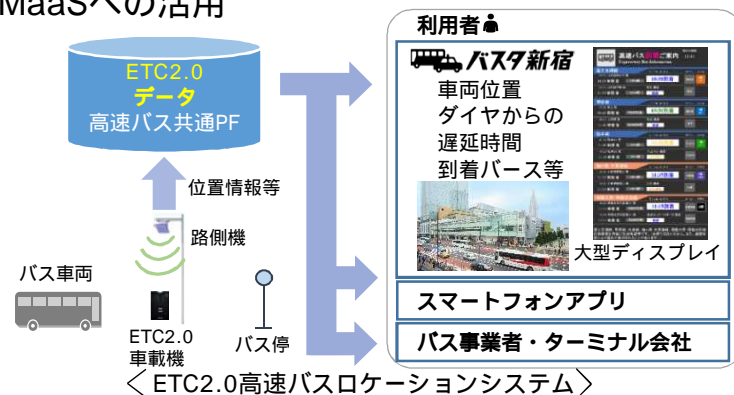 MaaSへの活用
ETC2.0
データ
高速バス共通PF
位置情報等
路側機
バス車両
ETC2.0
車載機
バス停
利用者
バスタ新宿
車両位置
ダイヤからの
遅延時間
到着バース等
大型ディスプレイ
スマートフォンアプリ
バス事業者・ターミナル会社
＜ETC2.0高速バスロケーションシステム＞